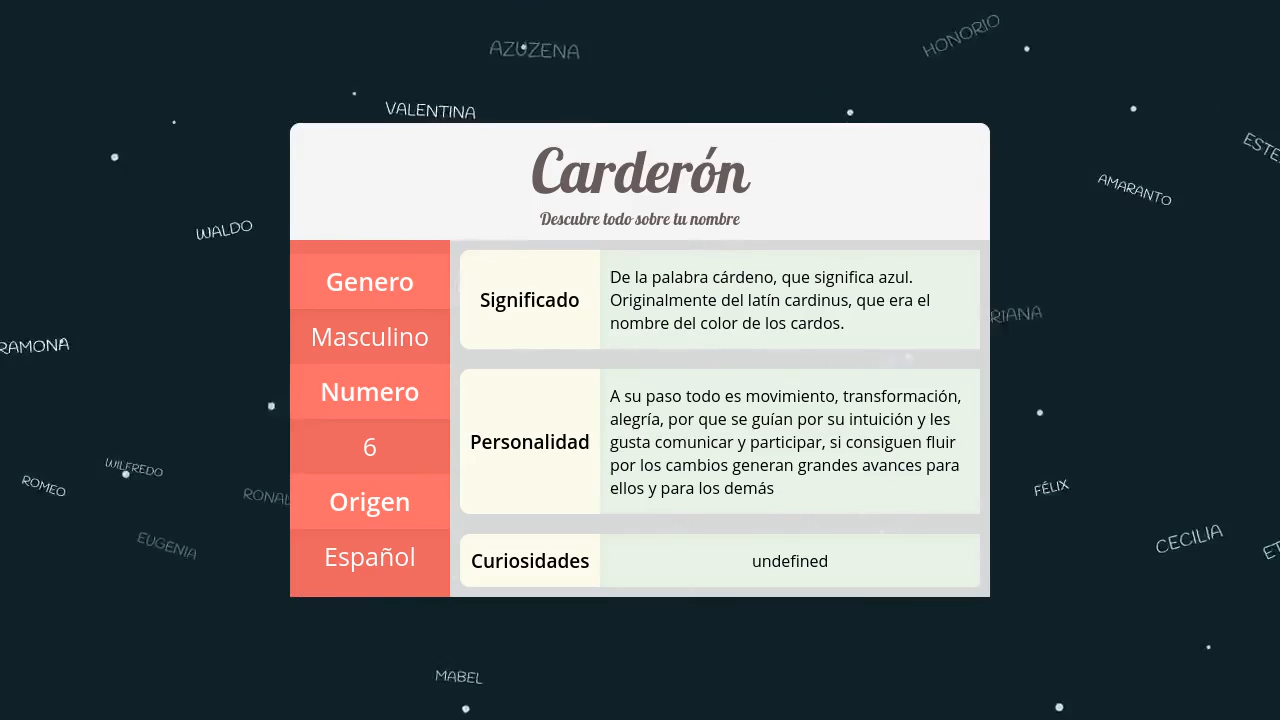 AZUZENA
HONORIO
VALENTINA
AMARANTO
WALDO
Carderón
Descubre todo sobre tu nombre
Genero
Masculino
Numero
6
Origen
Español
Significado
De la palabra cárdeno, que significa azul.
Originalmente del latín cardinus, que era el
nombre del color de los cardos.
Personalidad
A su paso todo es movimiento, transformación,
alegría, por que se guían por su intuición y les
gusta comunicar y participar, si consiguen fluir
por los cambios generan grandes avances para
ellos y para los demás
Curiosidades
undefined
RAMONA
WILFREDO
ROMEO
EUGENIA
FÉLIX
CECILIA
MABEL